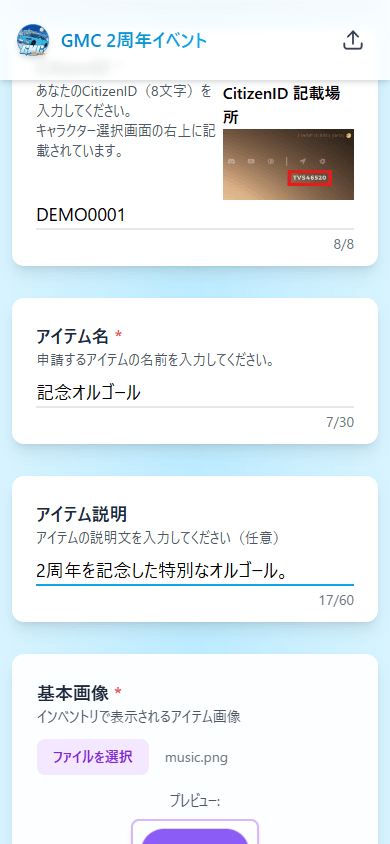 GMC
GMC 2周年イベント
あなたのCitizenID（8文字）を
入力してください。
キャラクター選択画面の右上に記
載されています。
CitizenID 記載場
所
TVS46520
DEMO0001
8/8
アイテム名 *
申請するアイテムの名前を入力してください。
記念オルゴール
7/30
アイテム説明
アイテムの説明文を入力してください（任意）
2周年を記念した特別なオルゴール。
17/60
基本画像 *
インベントリで表示されるアイテム画像
ファイルを選択 music.png
プレビュー: